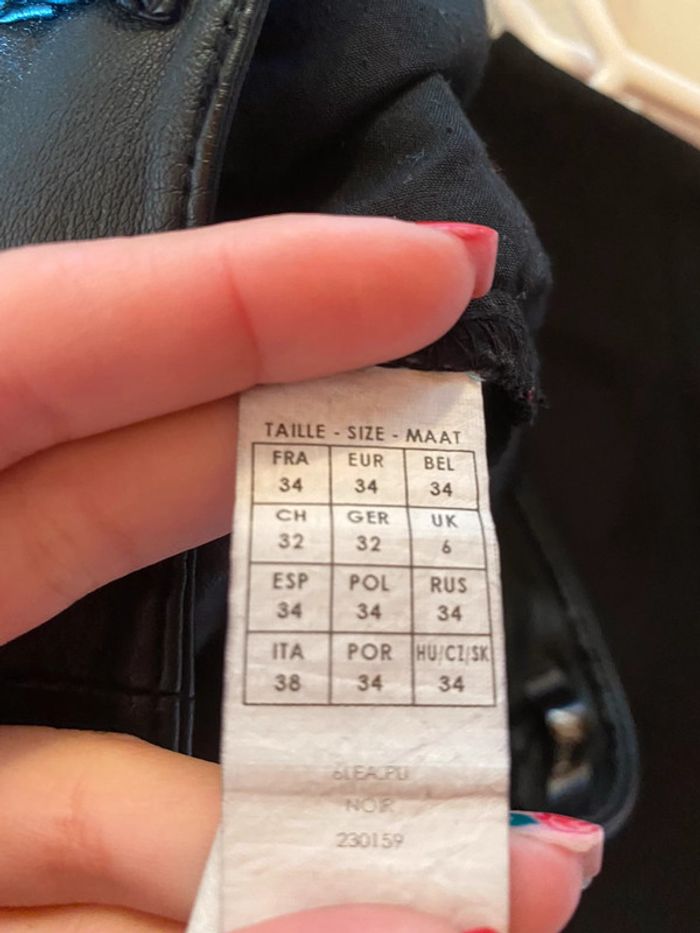 TAILLE - SIZE - MAAT
FRA EUR BEL
34 34 34
CH GER UK
32 32 6
ESP POL RUS
34 34 34
ITA POR HU/CZ/SK
38 34 34
NOIR
230159